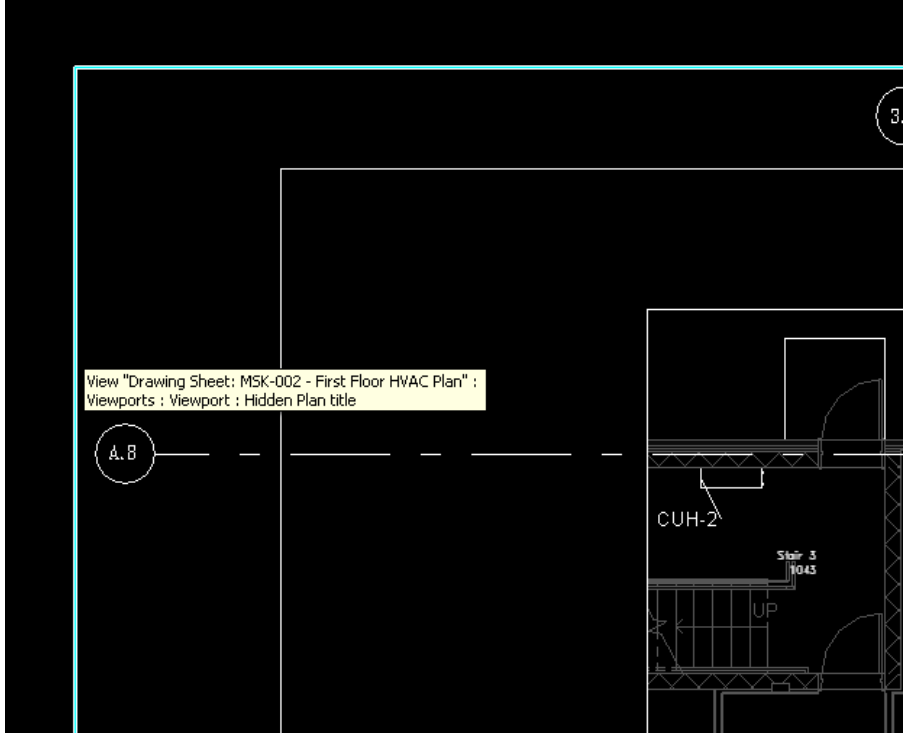 3.
View "Drawing Sheet: MSK-002 - First Floor HVAC Plan" :
Viewports : Viewport : Hidden Plan title
A.8
CUH-2
Stair 3
1043
UP